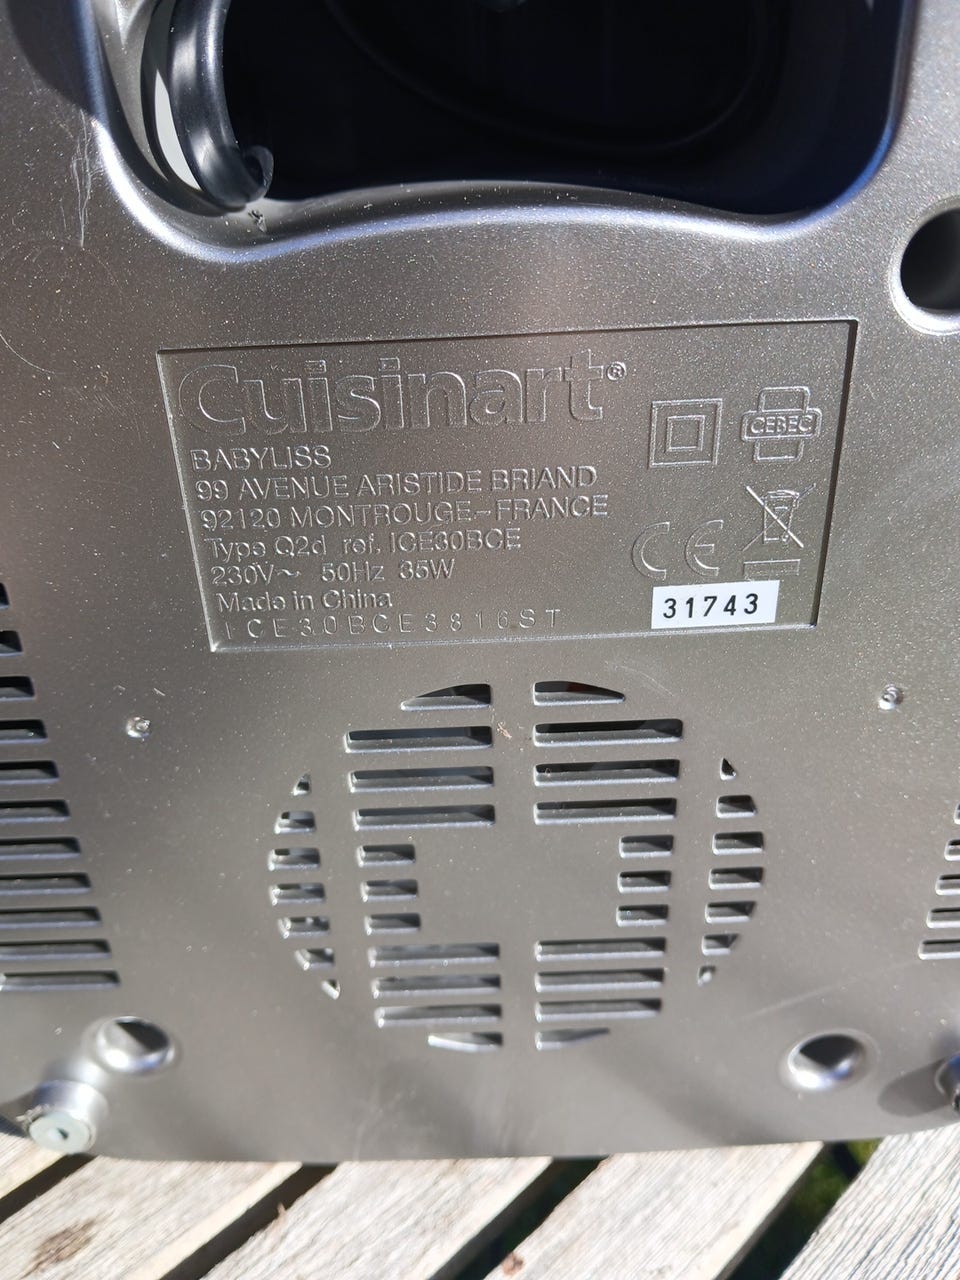 Cuisinart®
BABYLISS
99 AVENUE ARISTIDE BRIAND
92120 MONTROUGE-FRANCE
Type Q2d ref. ICE30BCE
230V~ 50Hz 35W
Made in China
ICE30BCE3816ST
CEBEC
CE
31743